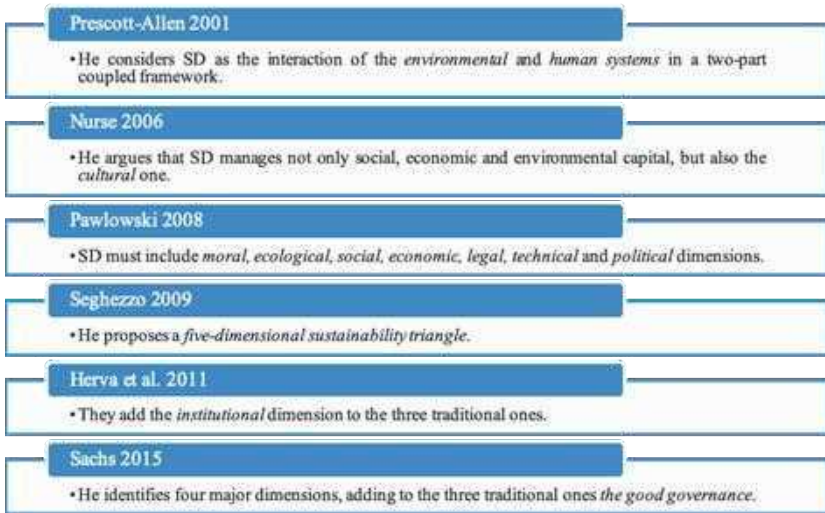 Prescott-Allen 2001
•He considers SD as the interaction of the environmental and human systems in a two-part
coupled framework.
Nurse 2006
•He argues that SD manages not only social, economic and environmental capital, but also the
cultural one.
Pawlowski 2008
•SD must include moral, ecological, social, economic, legal, technical and political dimensions.
Seghezzo 2009
•He proposes a five-dimensional sustainability triangle.
Herva et al. 2011
•They add the institutional dimension to the three traditional ones.
Sachs 2015
•He identifies four major dimensions, adding to the three traditional ones the good governance.